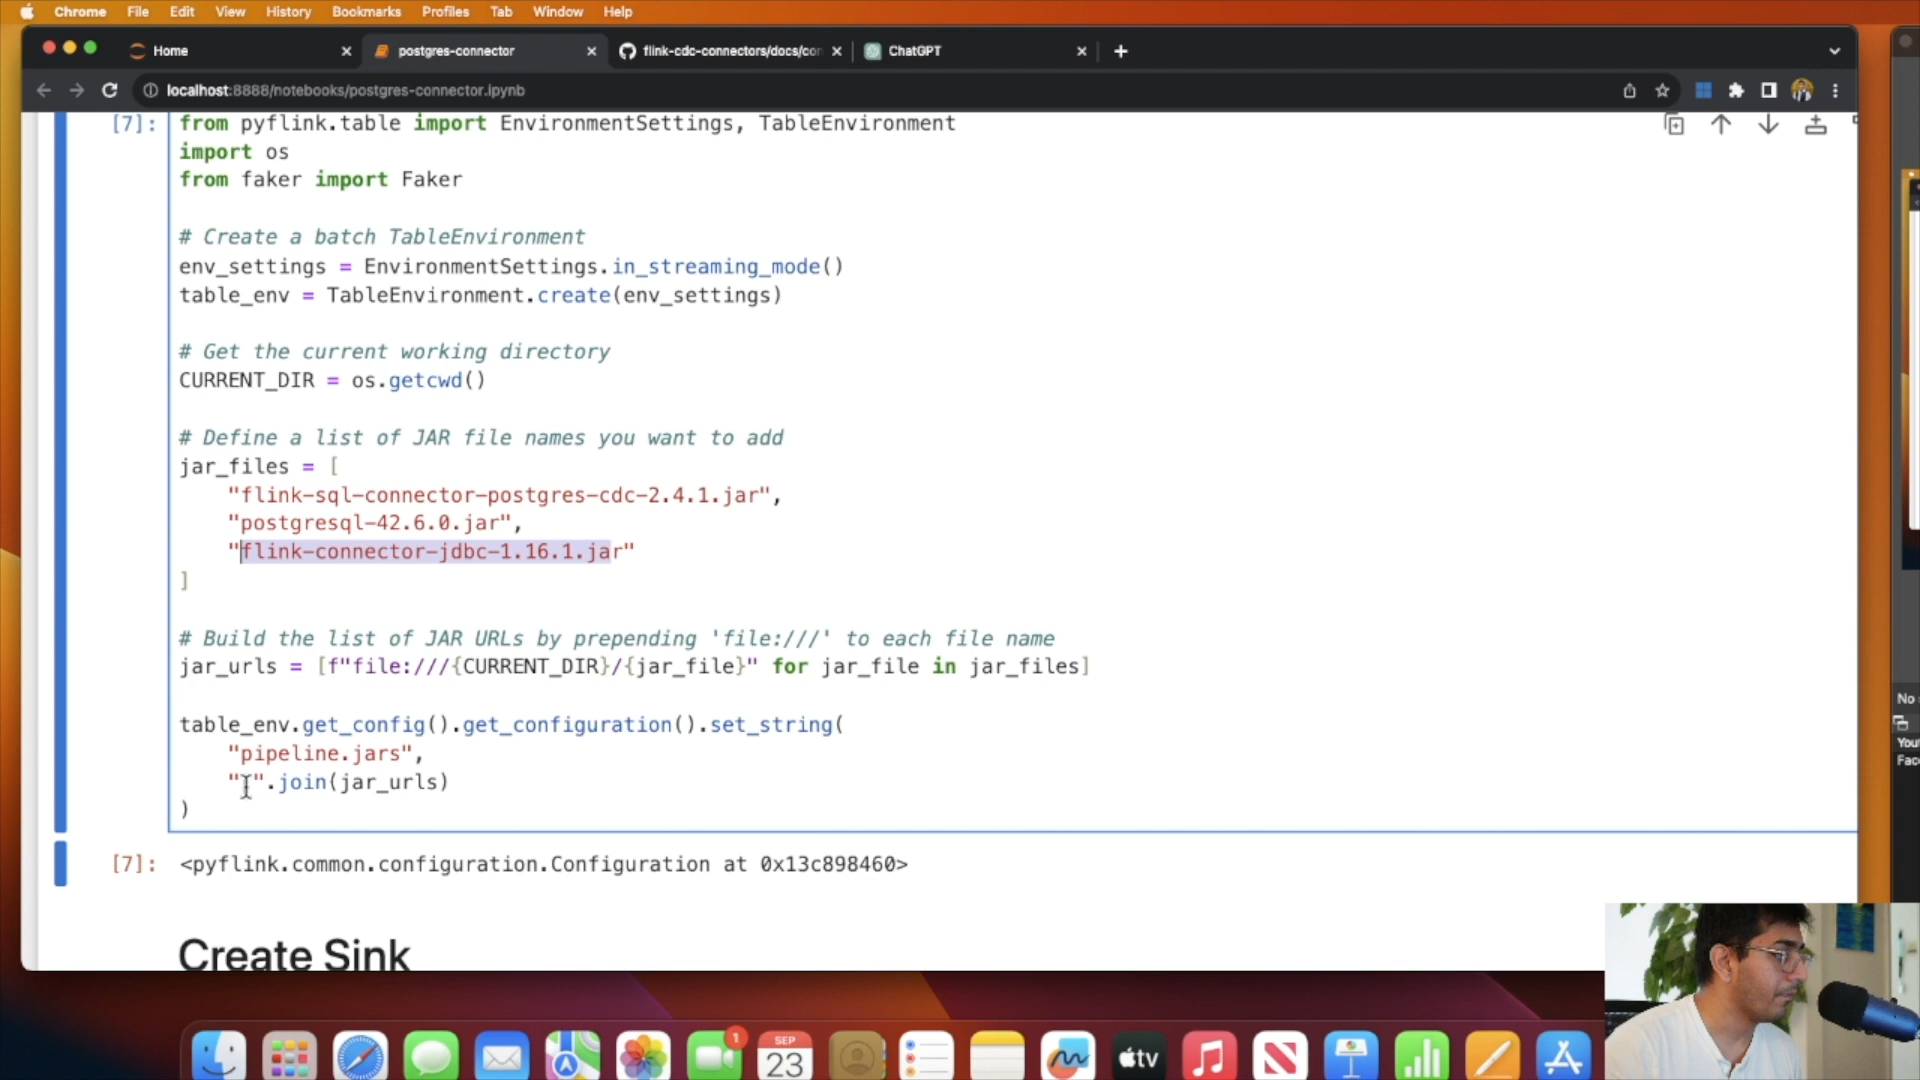 Chrome File Edit View History Bookmarks Profiles Tab Window Help
Home postgres-connector flink-cdc-connectors/docs/con ChatGPT
localhost:8888/notebooks/postgres-connector.ipynb
[7]: from pyflink.table import EnvironmentSettings, TableEnvironment
import os
from faker import Faker
# Create a batch TableEnvironment
env_settings = EnvironmentSettings.in_streaming_mode()
table_env = TableEnvironment.create(env_settings)
# Get the current working directory
CURRENT_DIR = os.getcwd()
# Define a list of JAR file names you want to add
jar_files = [
"flink-sql-connector-postgres-cdc-2.4.1.jar",
"postgresql-42.6.0.jar",
"flink-connector-jdbc-1.16.1.jar"
]
# Build the list of JAR URLs by prepending 'file:///' to each file name
jar_urls = [f"file:///{CURRENT_DIR}/{jar_file}" for jar_file in jar_files]
table_env.get_config().get_configuration().set_string(
"pipeline.jars",
".join(jar_urls)
)
[7]: <pyflink.common.configuration.Configuration at 0x13c898460>
Create Sink
No
You
Fac
1
SEP
23
tv